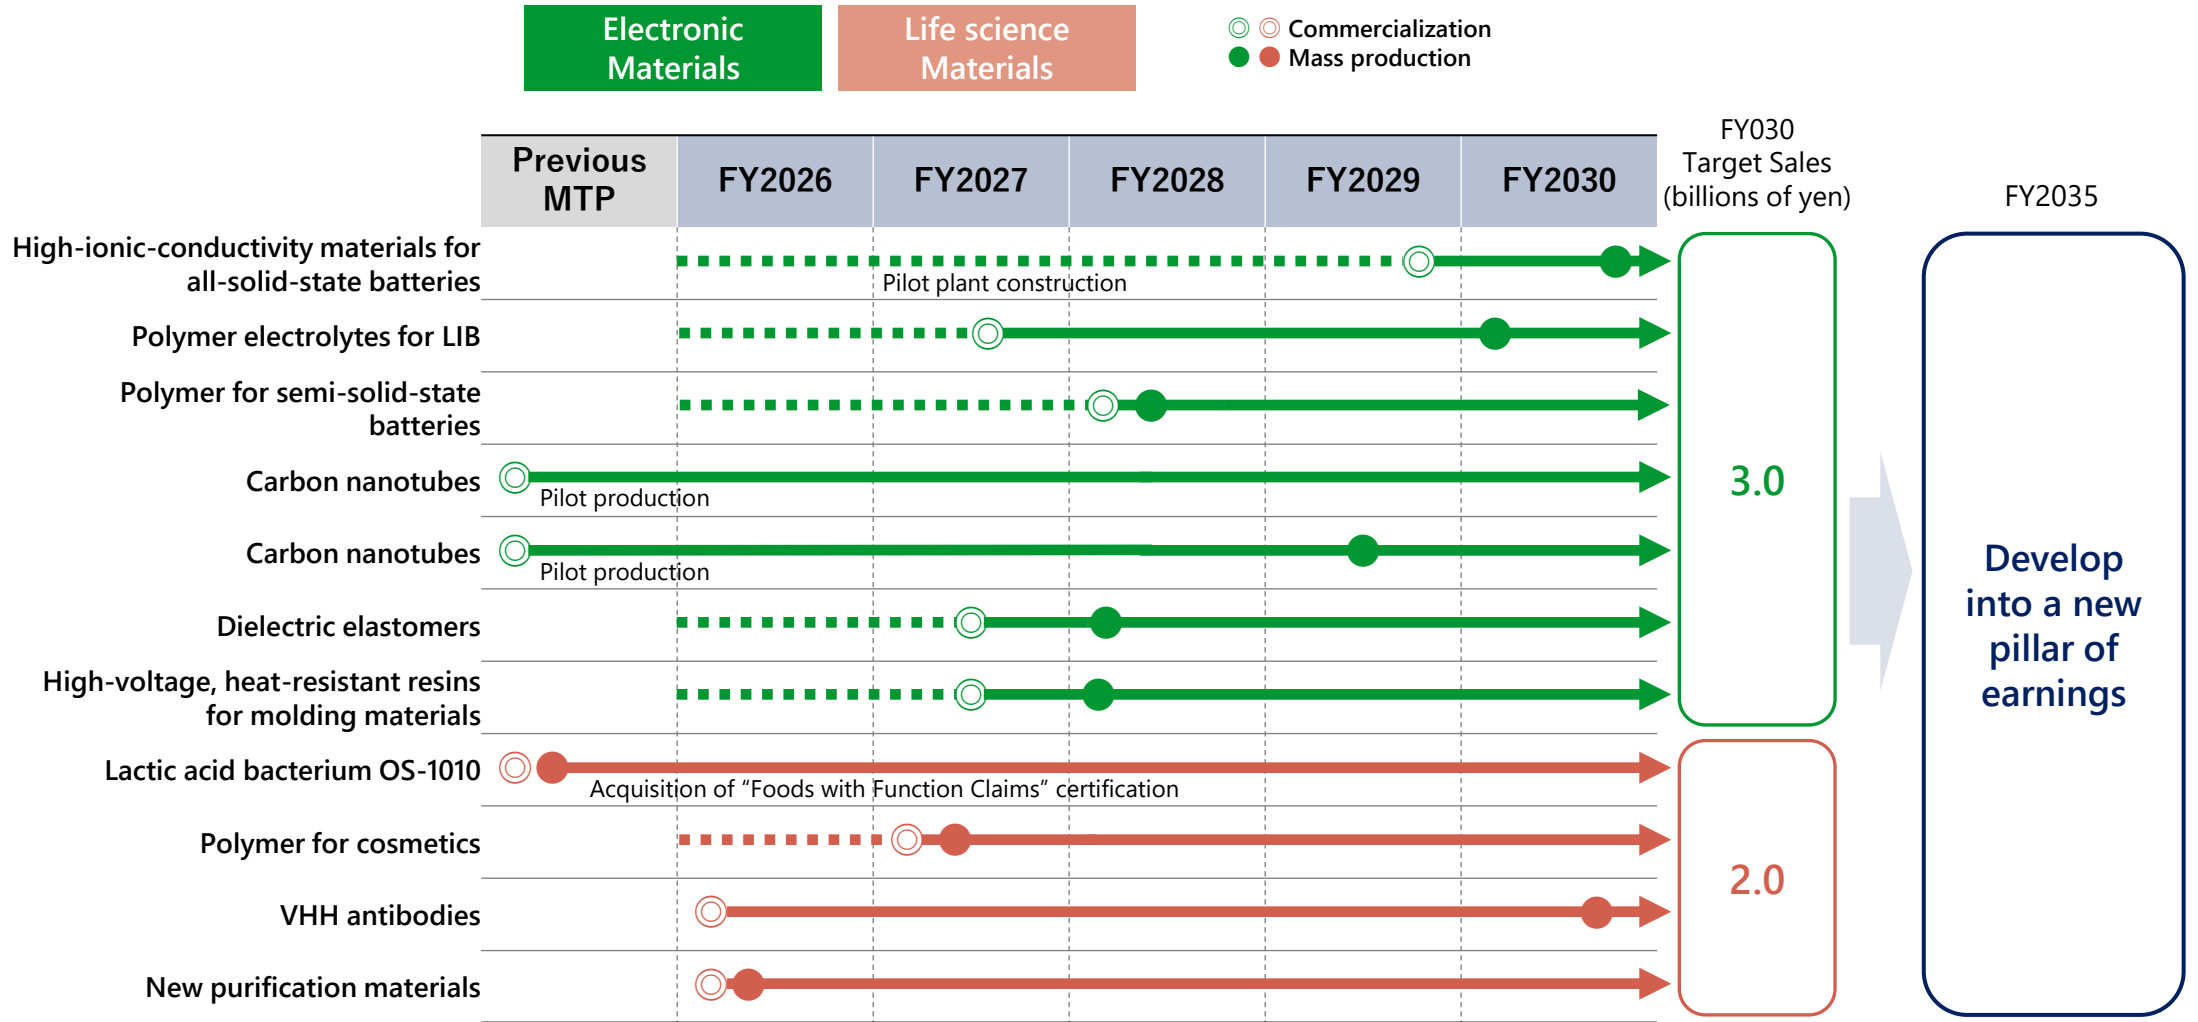 Electronic
Materials
Life science
Materials
Commercialization
Mass production
Previous
MTP
FY2026
FY2027
FY2028
FY2029
FY2030
FY030
Target Sales
(billions of yen)
FY2035
High-ionic-conductivity materials for
all-solid-state batteries
Pilot plant construction
Polymer electrolytes for LIB
Polymer for semi-solid-state
batteries
Carbon nanotubes
Pilot production
Carbon nanotubes
Pilot production
Dielectric elastomers
High-voltage, heat-resistant resins
for molding materials
3.0
Lactic acid bacterium OS-1010
Acquisition of “Foods with Function Claims” certification
Polymer for cosmetics
VHH antibodies
New purification materials
2.0
Develop
into a new
pillar of
earnings